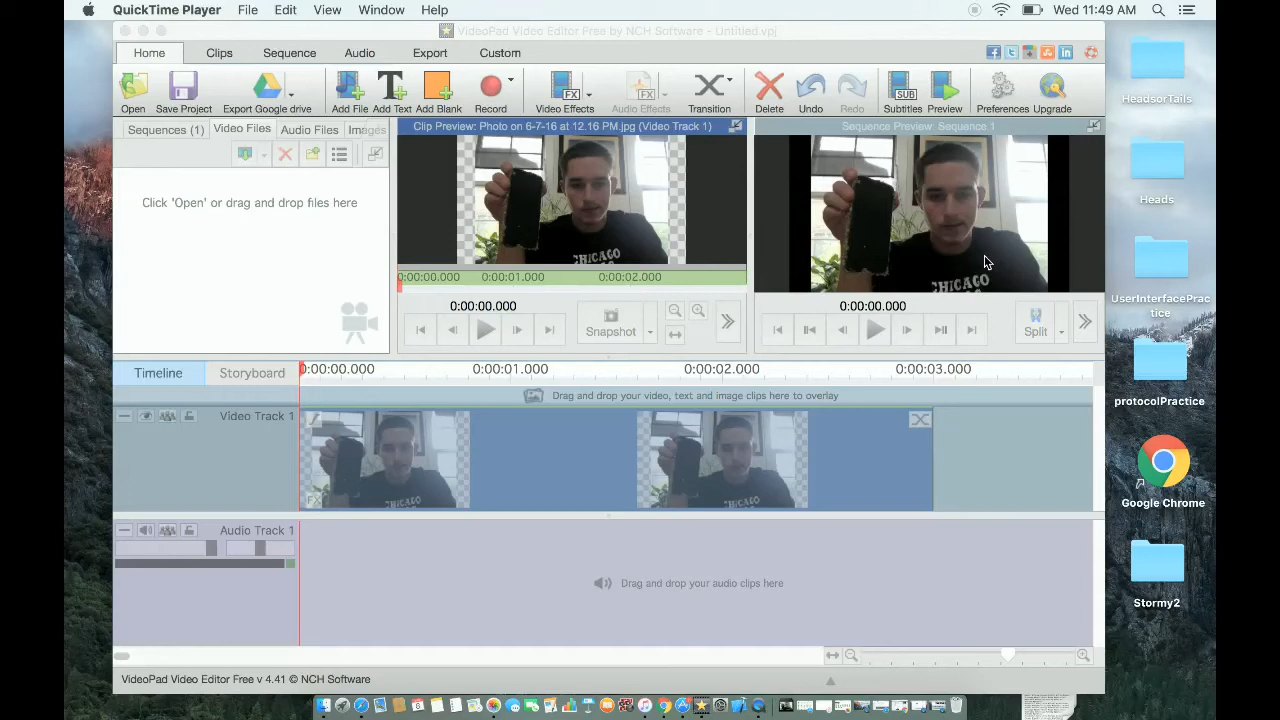 QuickTime Player File Edit View Window Help Wed 11:49 AM
VideoPad Video Editor Free by NCH Software - Untitled.vpj
Home Clips Sequence Audio Export Custom
Open Save Project Export Google drive Add File Add Text Add Blank Record Video Effects Audio Effects Transition Delete Undo Redo Subtitles Preview Preferences Upgrade
Sequences (1) Video Files Audio Files Images
Clip Preview: Photo on 6-7-16 at 12.16 PM.jpg (Video Track 1)
Sequence Preview: Sequence 1
Click 'Open' or drag and drop files here
CHICAGO
CHICAGO
0:00:00.000 0:00:01.000 0:00:02.000
0:00:00.000
0:00:00.000
Snapshot
Split
Timeline Storyboard
0:00:00.000 0:00:01.000 0:00:02.000 0:00:03.000
Drag and drop your video, text and image clips here to overlay
Video Track 1
FX
CHICAGO
CHICAGO
Audio Track 1
Drag and drop your audio clips here
VideoPad Video Editor Free v 4.41 © NCH Software
HeadsorTails
Heads
UserInterfacePrac
tice
protocolPractice
Google Chrome
Stormy2